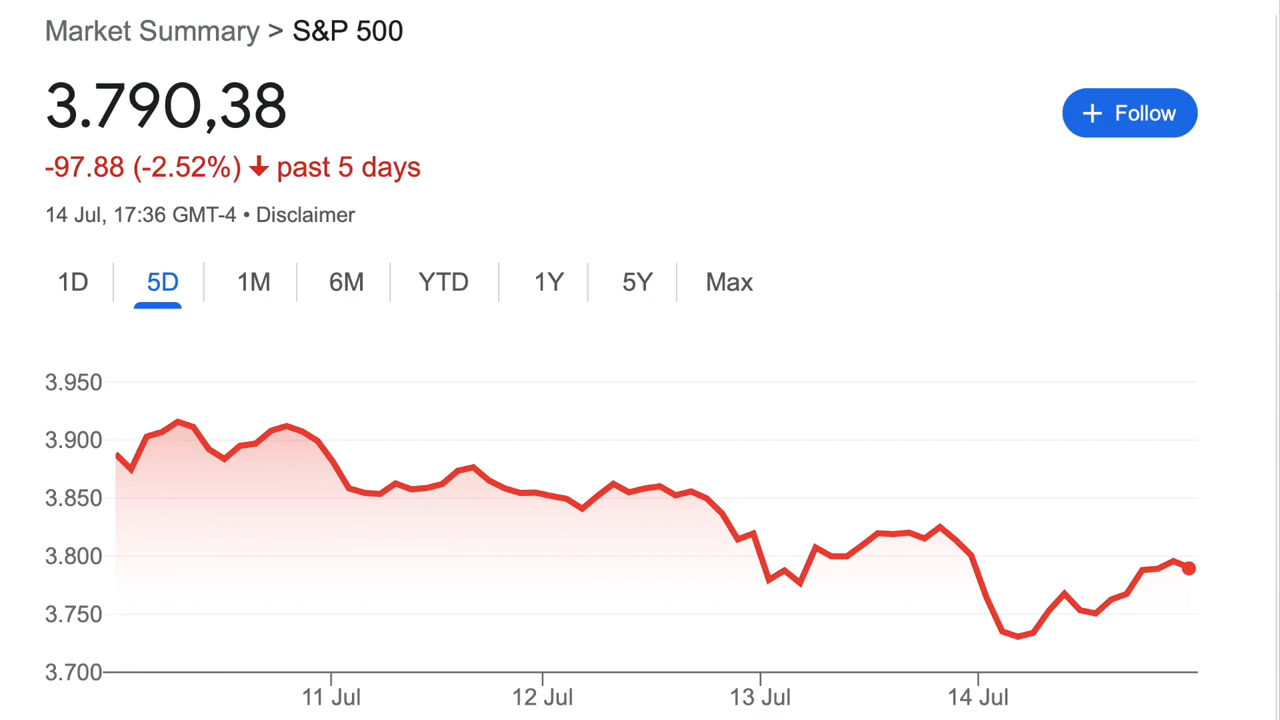 Market Summary > S&P 500
3.790,38
+ Follow
-97.88 (-2.52%) ↓ past 5 days
14 Jul, 17:36 GMT-4 • Disclaimer
1D 5D 1M 6M YTD 1Y 5Y Max
3.950
3.900
3.850
3.800
3.750
3.700
11 Jul 12 Jul 13 Jul 14 Jul